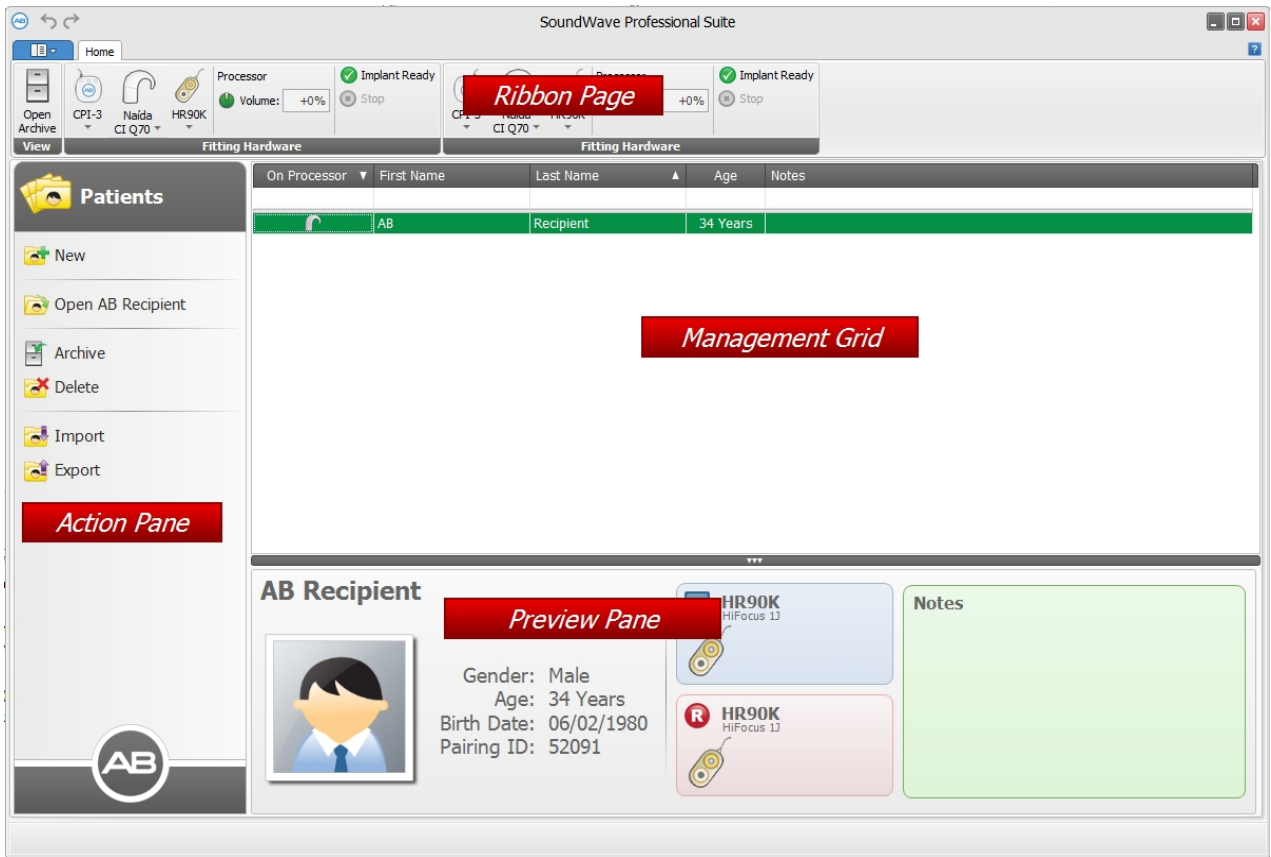 SoundWave Professional Suite
Home
Open Archive
CPI-3
Naída CI Q70
HR90K
Processor
Volume: +0%
Implant Ready
Stop
Ribbon Page
+0%
CI Q70
Implant Ready
Stop
View
Fitting Hardware
Fitting Hardware
Patients
New
Open AB Recipient
Archive
Delete
Import
Export
Action Pane
AB
On Processor First Name Last Name Age Notes
AB Recipient 34 Years
Management Grid
AB Recipient
Preview Pane
Gender: Male
Age: 34 Years
Birth Date: 06/02/1980
Pairing ID: 52091
HR90K
HiFocus 1J
R HR90K
HiFocus 1J
Notes